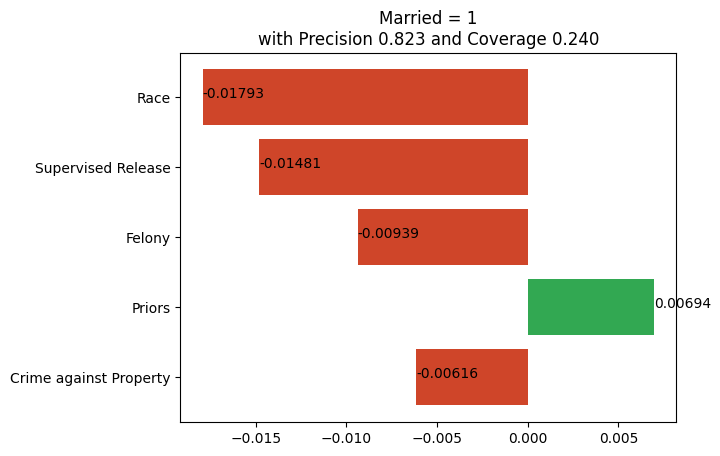 Married = 1
with Precision 0.823 and Coverage 0.240
Race
-0.01793
Supervised Release
-0.01481
Felony
-0.00939
Priors
0.00694
Crime against Property
-0.00616
−0.015
−0.010
−0.005
0.000
0.005